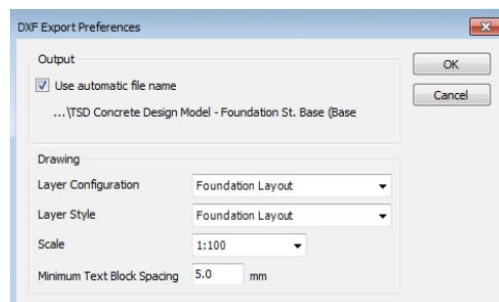 DXF Export Preferences
Output
OK
Use automatic file name
Cancel
...\TSD Concrete Design Model - Foundation St. Base (Base
Drawing
Layer Configuration Foundation Layout
Layer Style Foundation Layout
Scale 1:100
Minimum Text Block Spacing 5.0 mm